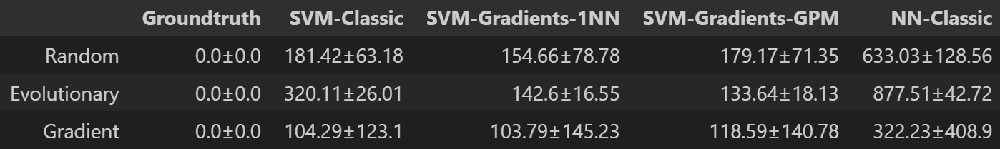 Groundtruth SVM-Classic SVM-Gradients-1NN SVM-Gradients-GPM NN-Classic
Random 0.0±0.0 181.42±63.18 154.66±78.78 179.17±71.35 633.03±128.56
Evolutionary 0.0±0.0 320.11±26.01 142.6±16.55 133.64±18.13 877.51±42.72
Gradient 0.0±0.0 104.29±123.1 103.79±145.23 118.59±140.78 322.23±408.9